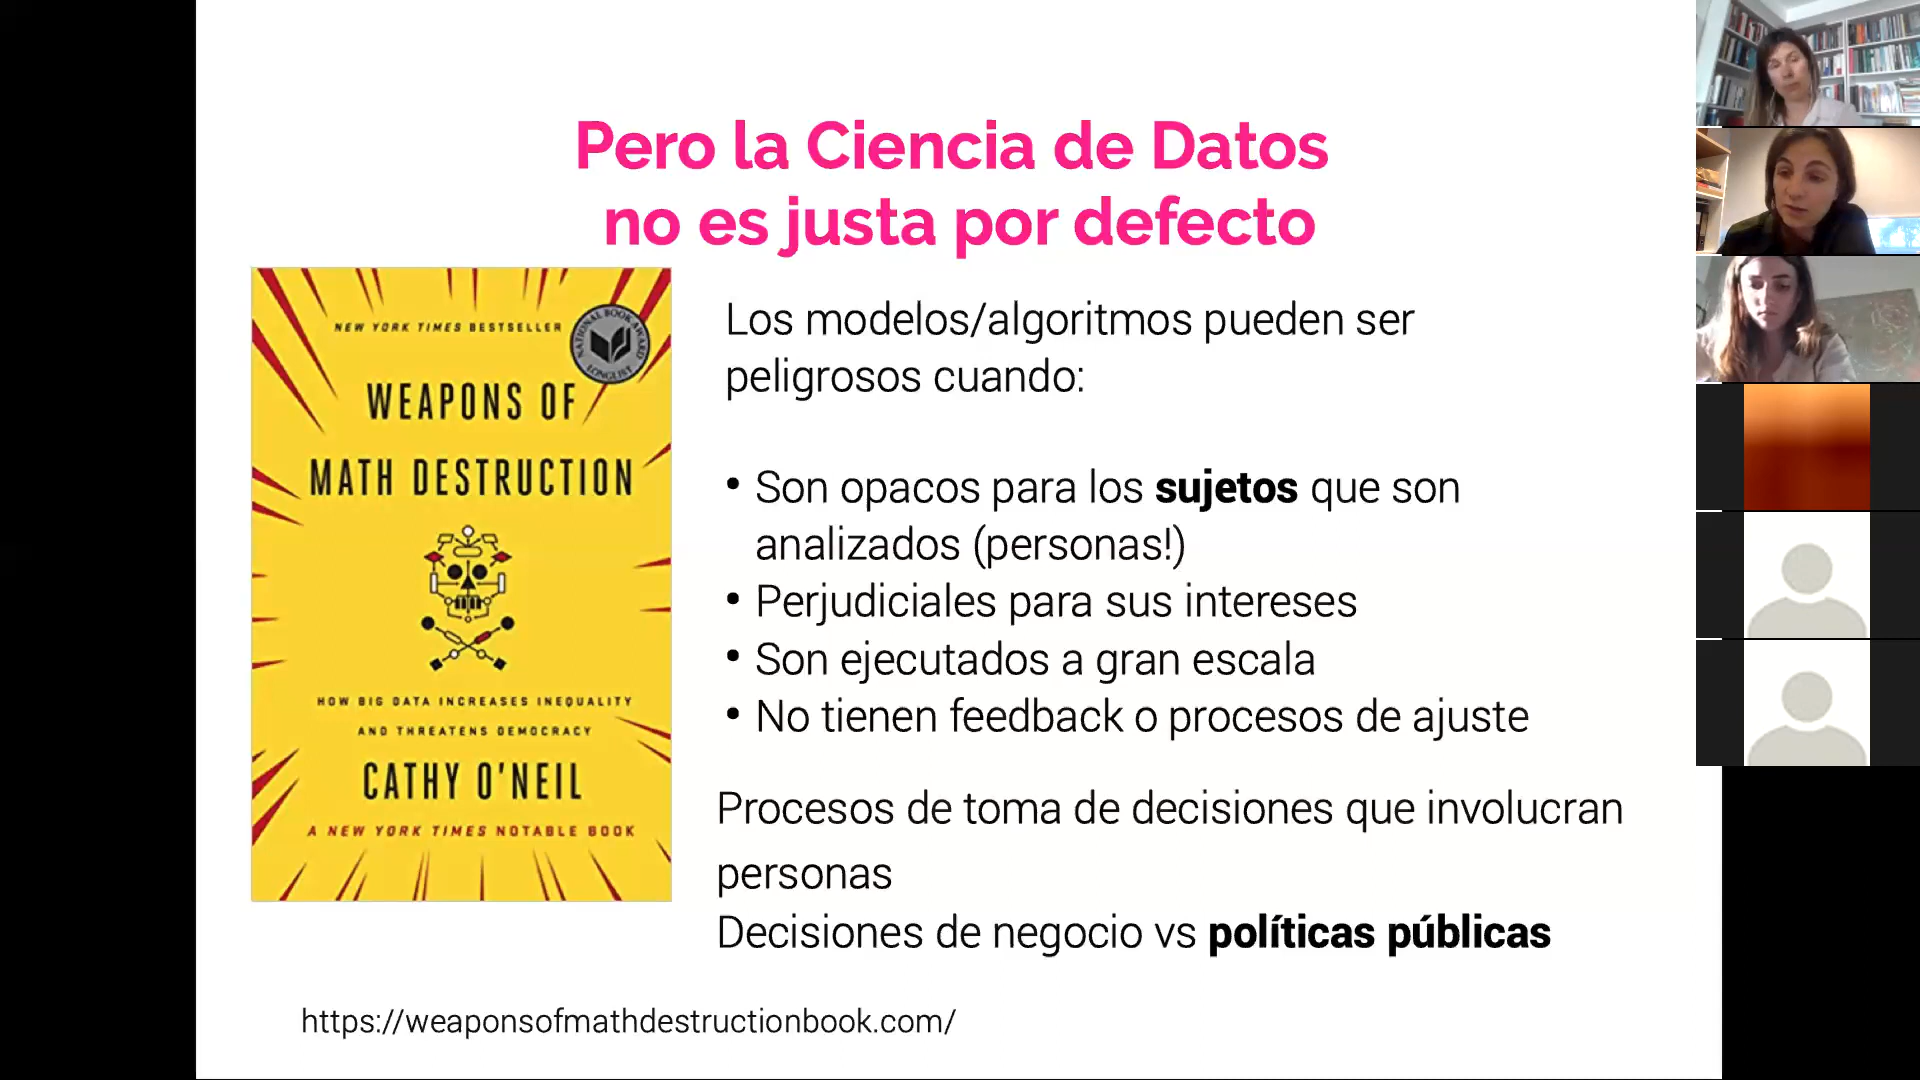 Pero la Ciencia de Datos
no es justa por defecto
NEW YORK TIMES BESTSELLER
NATIONAL BOOK AWARD
LONGLIST
WEAPONS OF
MATH DESTRUCTION
HOW BIG DATA INCREASES INEQUALITY
AND THREATENS DEMOCRACY
CATHY O'NEIL
A NEW YORK TIMES NOTABLE BOOK
Los modelos/algoritmos pueden ser
peligrosos cuando:
• Son opacos para los sujetos que son
analizados (personas!)
• Perjudiciales para sus intereses
• Son ejecutados a gran escala
• No tienen feedback o procesos de ajuste
Procesos de toma de decisiones que involucran
personas
Decisiones de negocio vs políticas públicas
https://weaponsofmathdestructionbook.com/